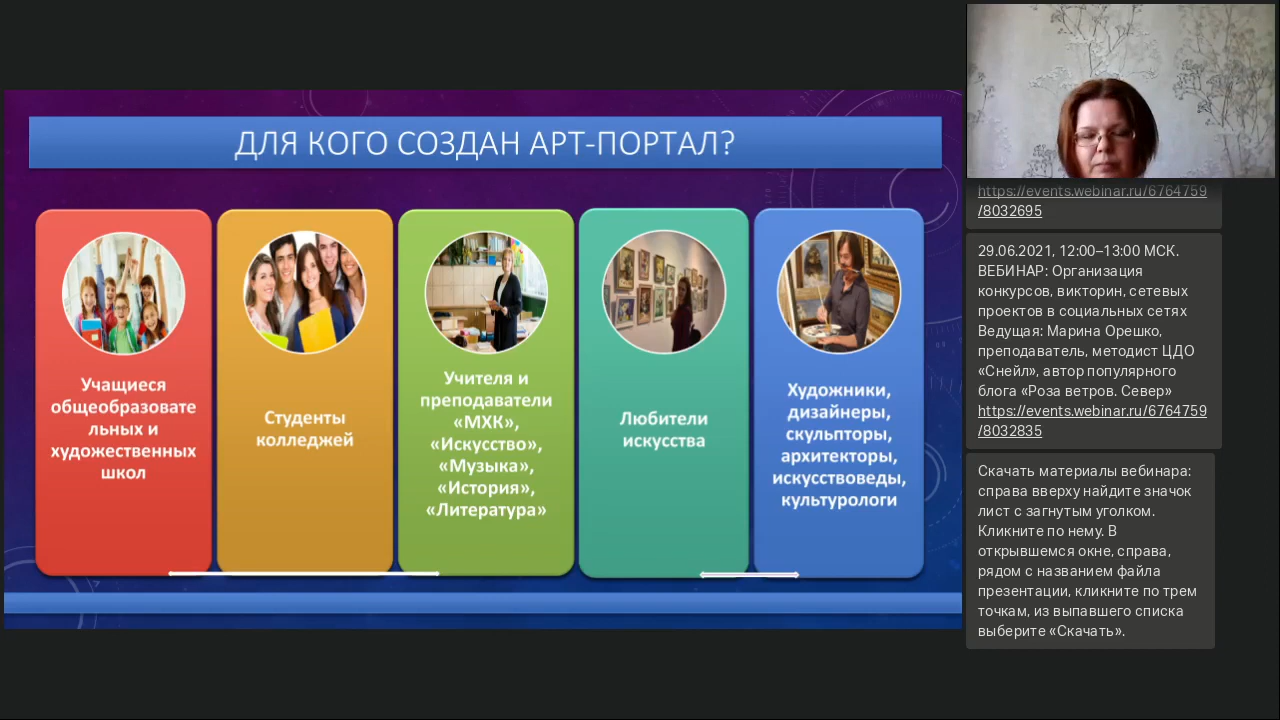 ДЛЯ КОГО СОЗДАН АРТ-ПОРТАЛ?
Учащиеся
общеобразовате
льных и
художественных
школ
Студенты
колледжей
Учителя и
преподаватели
«МХК»,
«Искусство»,
«Музыка»,
«История»,
«Литература»
Любители
искусства
Художники,
дизайнеры,
скульпторы,
архитекторы,
искусствоведы,
культурологи
https://events.webinar.ru/6764759
/8032695
29.06.2021, 12:00–13:00 МСК.
ВЕБИНАР: Организация
конкурсов, викторин, сетевых
проектов в социальных сетях
Ведущая: Марина Орешко,
преподаватель, методист ЦДО
«Снейл», автор популярного
блога «Роза ветров. Север»
https://events.webinar.ru/6764759
/8032835
Скачать материалы вебинара:
справа вверху найдите значок
лист с загнутым уголком.
Кликните по нему. В
открывшемся окне, справа,
рядом с названием файла
презентации, кликните по трем
точкам, из выпавшего списка
выберите «Скачать».